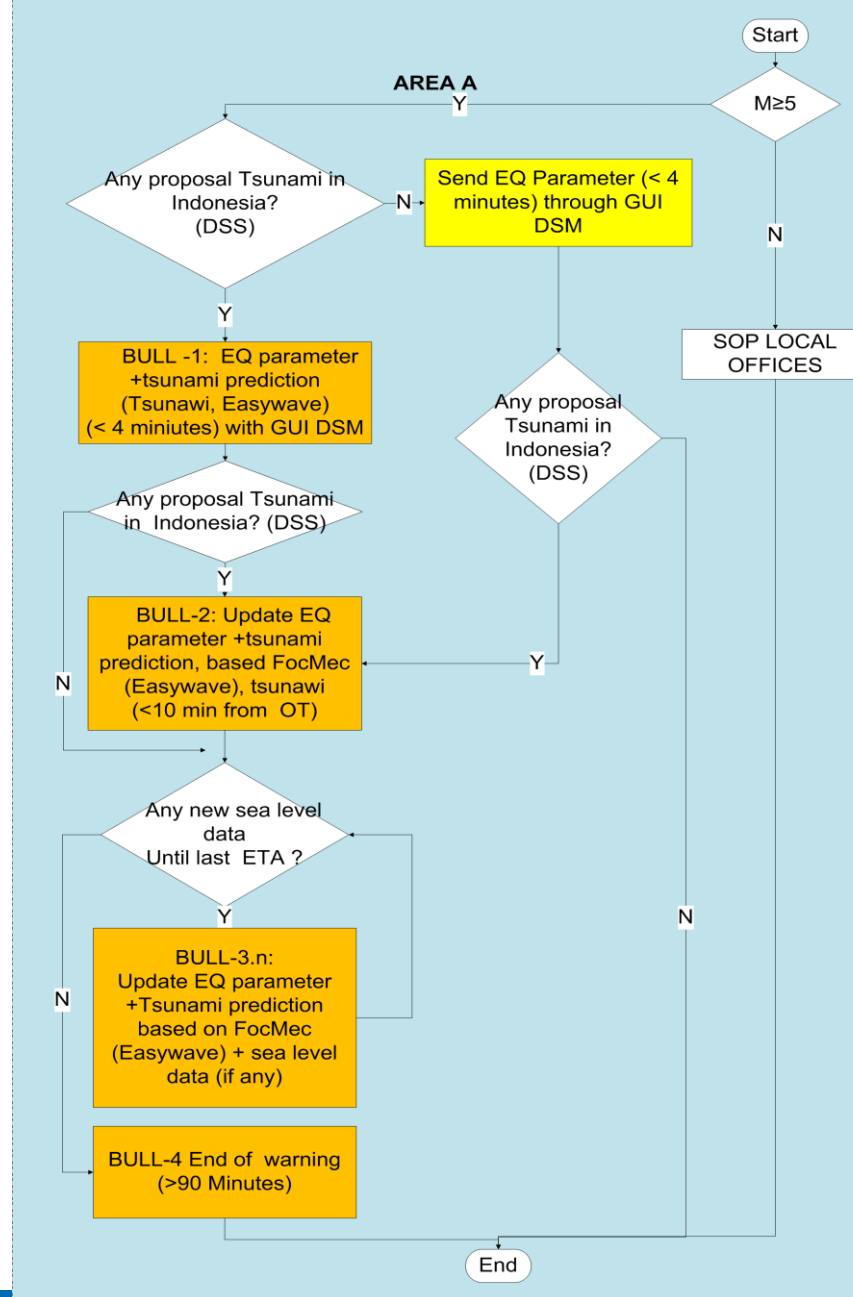 Start
AREA A
Y
M≥5
Any proposal Tsunami in
Indonesia?
(DSS)
N
Send EQ Parameter (< 4
minutes) through GUI
DSM
N
Y
BULL -1:  EQ parameter
+tsunami prediction
(Tsunawi, Easywave)
(< 4 miniutes) with GUI DSM
SOP LOCAL
OFFICES
Any proposal
Tsunami in
Indonesia?
(DSS)
Any proposal Tsunami
in  Indonesia? (DSS)
Y
BULL-2: Update EQ
parameter +tsunami
prediction, based FocMec
(Easywave), tsunawi
(<10 min from  OT)
Y
N
Any new sea level
data
Until last  ETA ?
Y
N
BULL-3.n:
Update EQ parameter
+Tsunami prediction
based on FocMec
(Easywave) + sea level
data (if any)
N
BULL-4 End of  warning
(>90 Minutes)
End